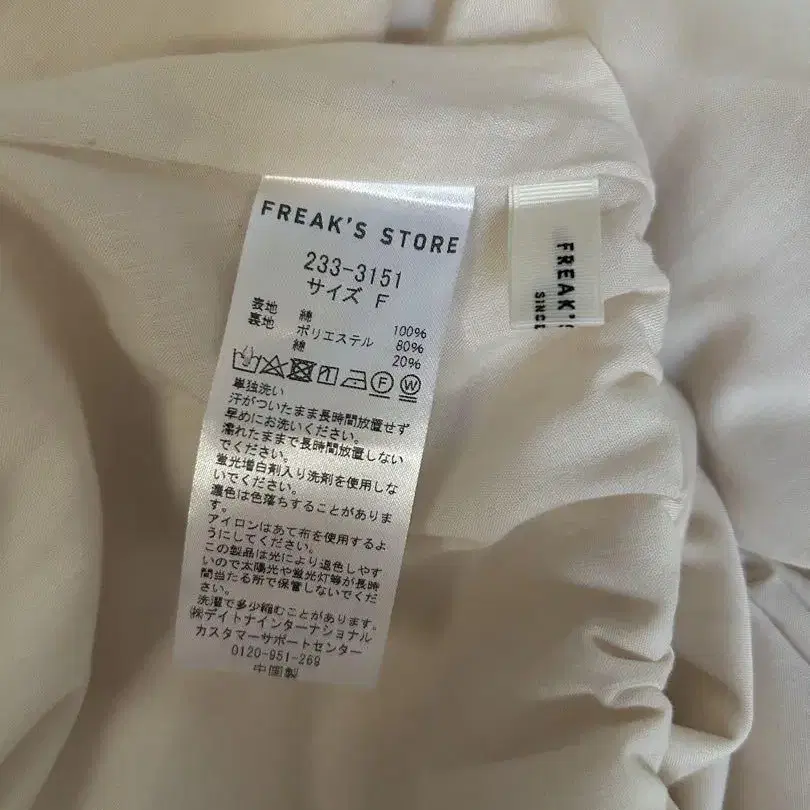 FREAK'S STORE
233-3151
サイズ F
表地 綿 100%
裏地 ポリエステル 80%
綿 20%
F W
単独洗い
汗がついたまま長時間放置せず
早めにお洗いください。
濡れたままで長時間放置しない
でください。
蛍光増白剤入り洗剤を使用しな
いでください。
濃色は色落ちすることがありま
す。
アイロンはあて布を使用するよ
うにしてください。
この製品は光により退色しやす
いので太陽光や蛍光灯等が長時
間当たる所で保管しないでくだ
さい。
洗濯で多少縮むことがあります。
㈱デイトナインターナショナル
カスタマーサポートセンター
0120-951-269
中国製
FREAK'S
SINCE